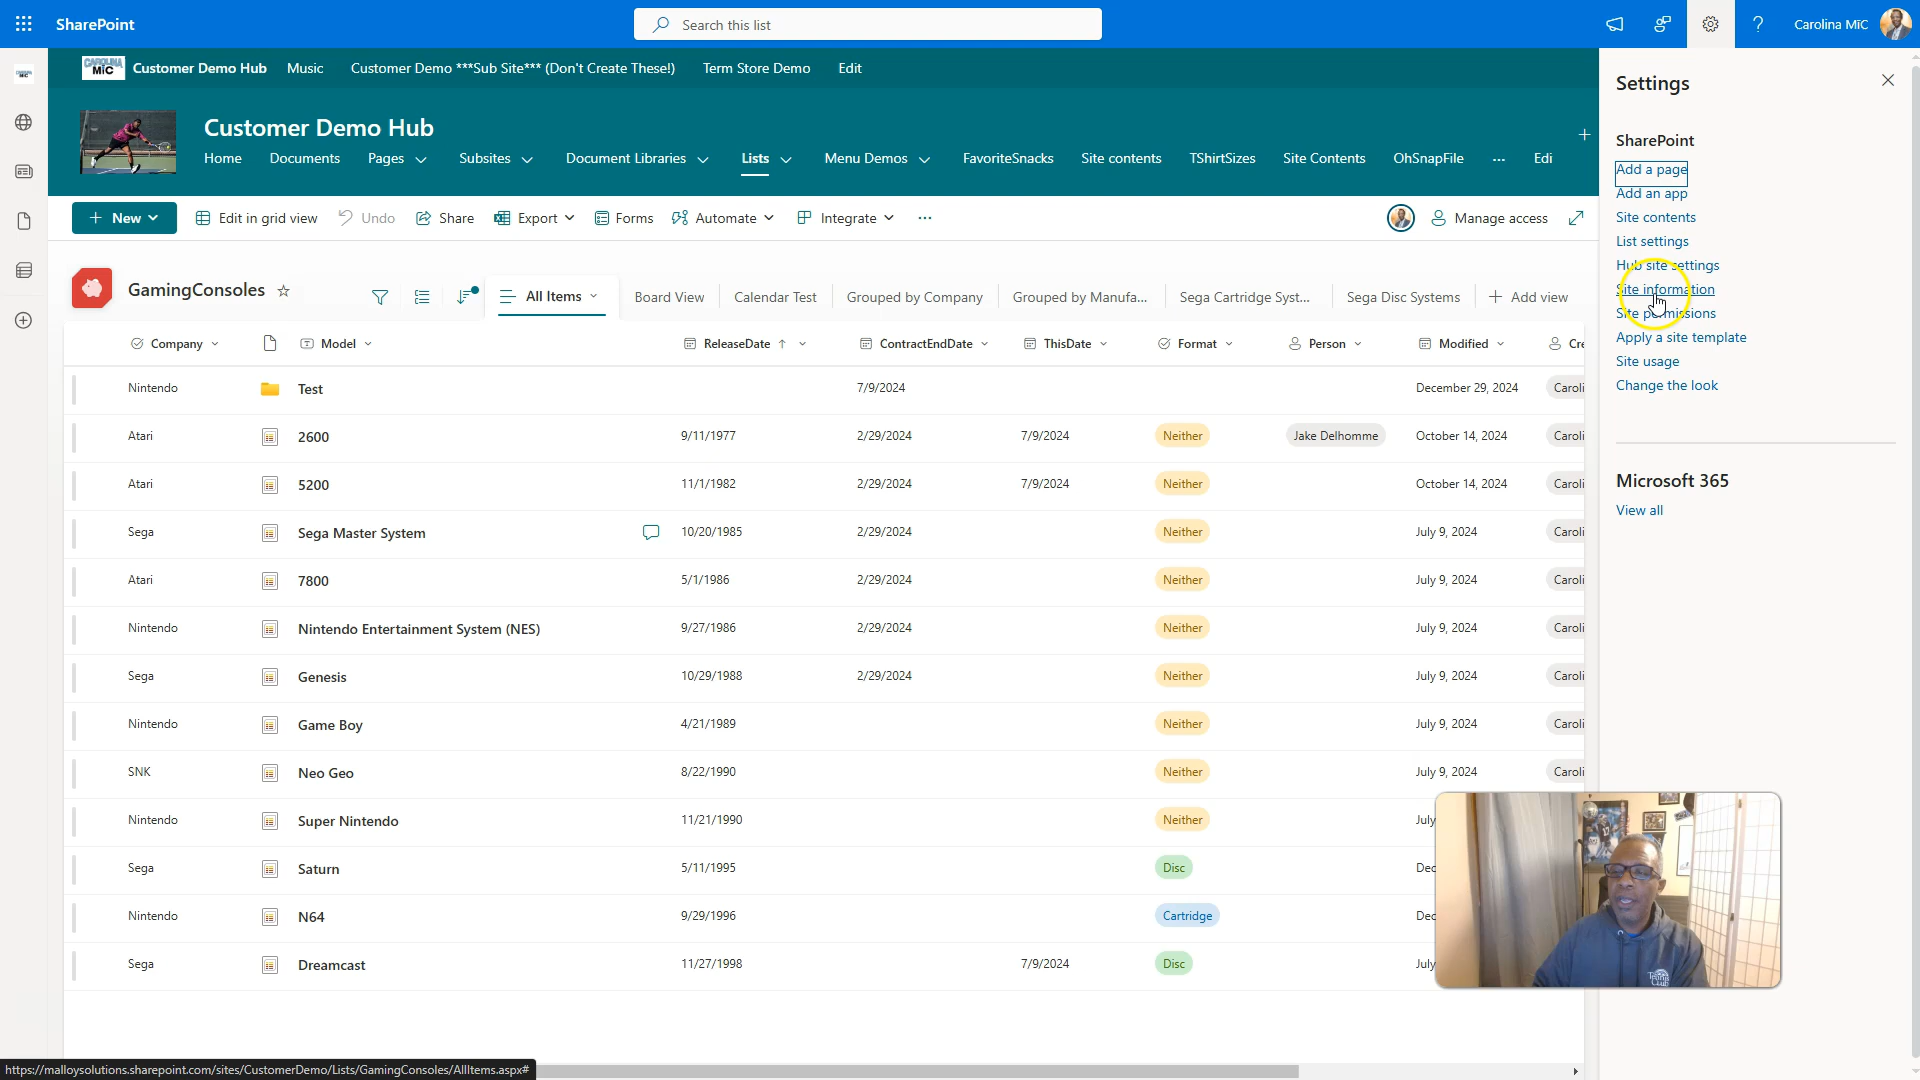 SharePoint
Search this list
Carolina MiC
CAROLINA MiC
Customer Demo Hub
Music
Customer Demo ***Sub Site*** (Don't Create These!)
Term Store Demo
Edit
Customer Demo Hub
Home
Documents
Pages
Subsites
Document Libraries
Lists
Menu Demos
FavoriteSnacks
Site contents
TShirtSizes
Site Contents
OhSnapFile
...
Edi
New
Edit in grid view
Undo
Share
Export
Forms
Automate
Integrate
...
Manage access
GamingConsoles
All Items
Board View
Calendar Test
Grouped by Company
Grouped by Manufa...
Sega Cartridge Syst...
Sega Disc Systems
Add view
Company Model ReleaseDate ContractEndDate ThisDate Format Person Modified Cre
Nintendo Test 7/9/2024 December 29, 2024 Caroli
Atari 2600 9/11/1977 2/29/2024 7/9/2024 Neither Jake Delhomme October 14, 2024 Caroli
Atari 5200 11/1/1982 2/29/2024 7/9/2024 Neither October 14, 2024 Caroli
Sega Sega Master System 10/20/1985 2/29/2024 Neither July 9, 2024 Caroli
Atari 7800 5/1/1986 2/29/2024 Neither July 9, 2024 Caroli
Nintendo Nintendo Entertainment System (NES) 9/27/1986 2/29/2024 Neither July 9, 2024 Caroli
Sega Genesis 10/29/1988 2/29/2024 Neither July 9, 2024 Caroli
Nintendo Game Boy 4/21/1989 Neither July 9, 2024 Caroli
SNK Neo Geo 8/22/1990 Neither July 9, 2024 Caroli
Nintendo Super Nintendo 11/21/1990 Neither July
Sega Saturn 5/11/1995 Disc Dec
Nintendo N64 9/29/1996 Cartridge Dec
Sega Dreamcast 11/27/1998 7/9/2024 Disc July
Settings
SharePoint
Add a page
Add an app
Site contents
List settings
Hub site settings
Site information
Site permissions
Apply a site template
Site usage
Change the look
Microsoft 365
View all
https://malloysolutions.sharepoint.com/sites/CustomerDemo/Lists/GamingConsoles/AllItems.aspx#